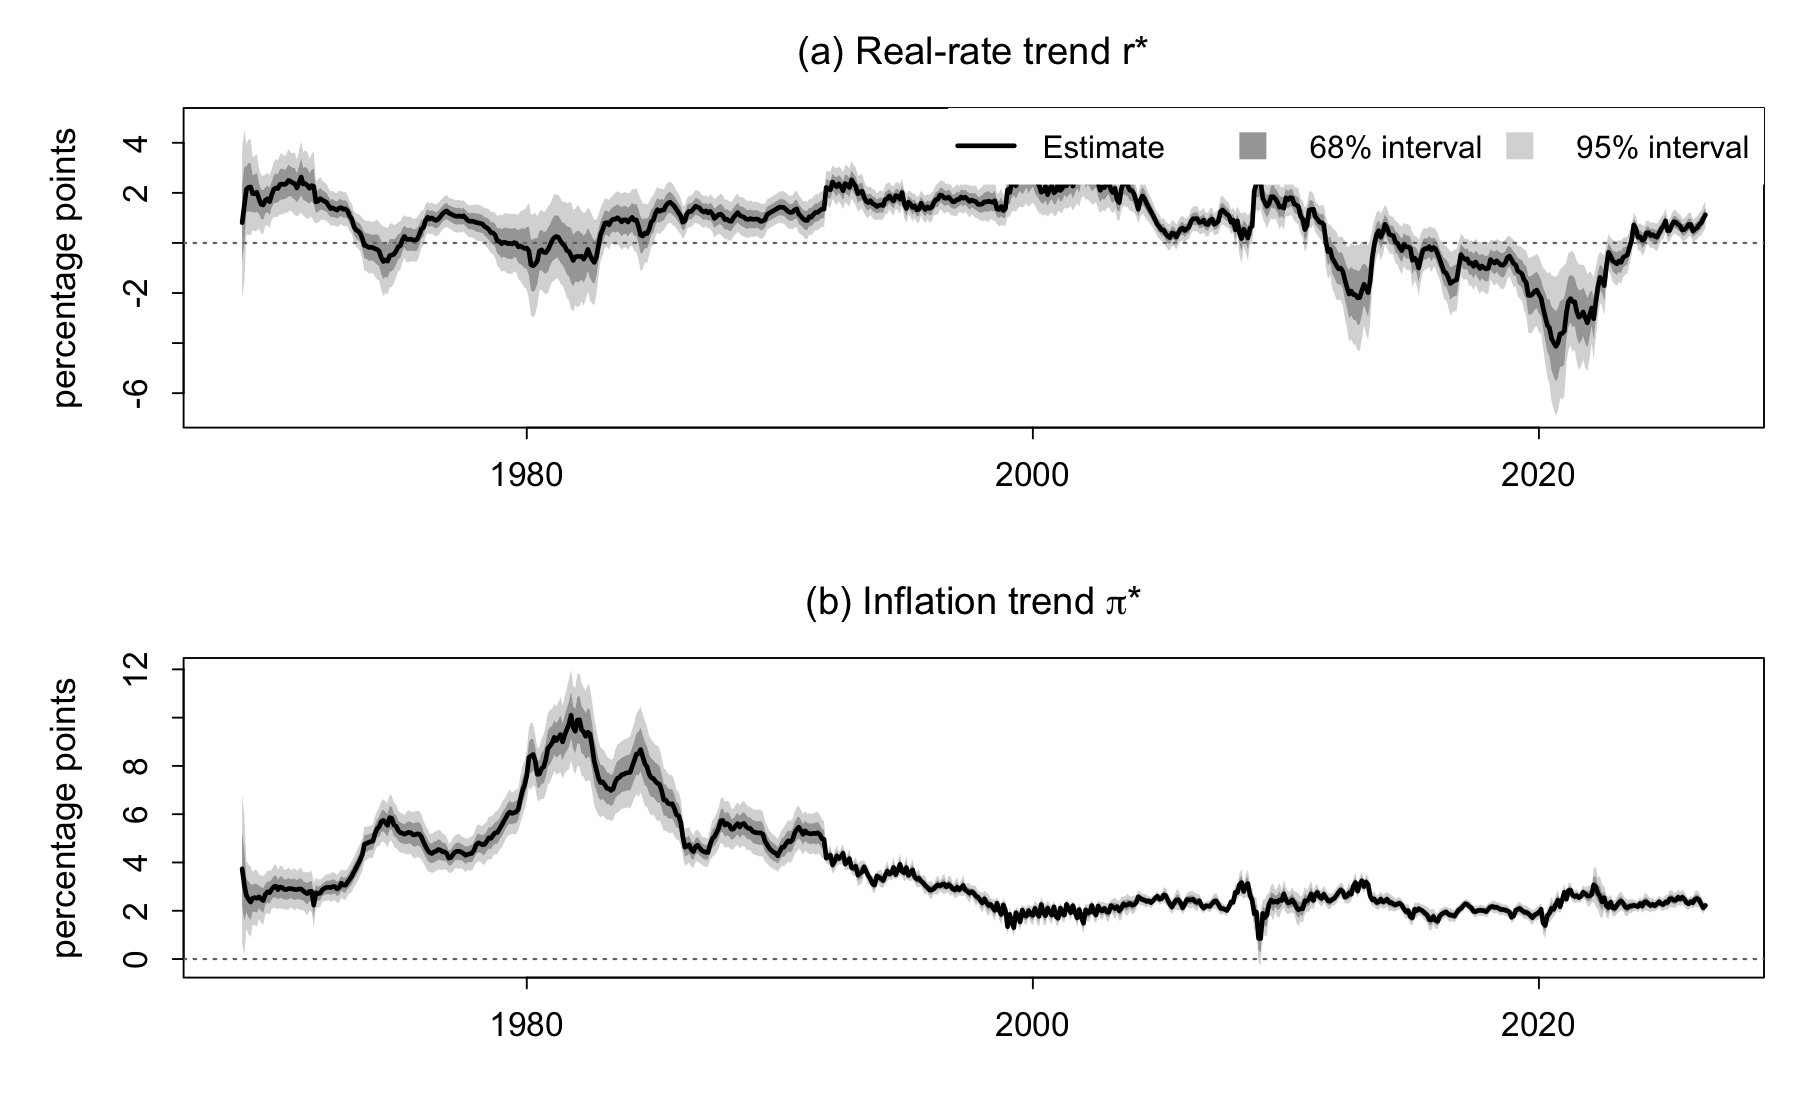 (a) Real-rate trend r*
Estimate 68% interval 95% interval
percentage points
4
2
-2
-6
1980 2000 2020
(b) Inflation trend π*
percentage points
12
8
6
4
2
0
1980 2000 2020